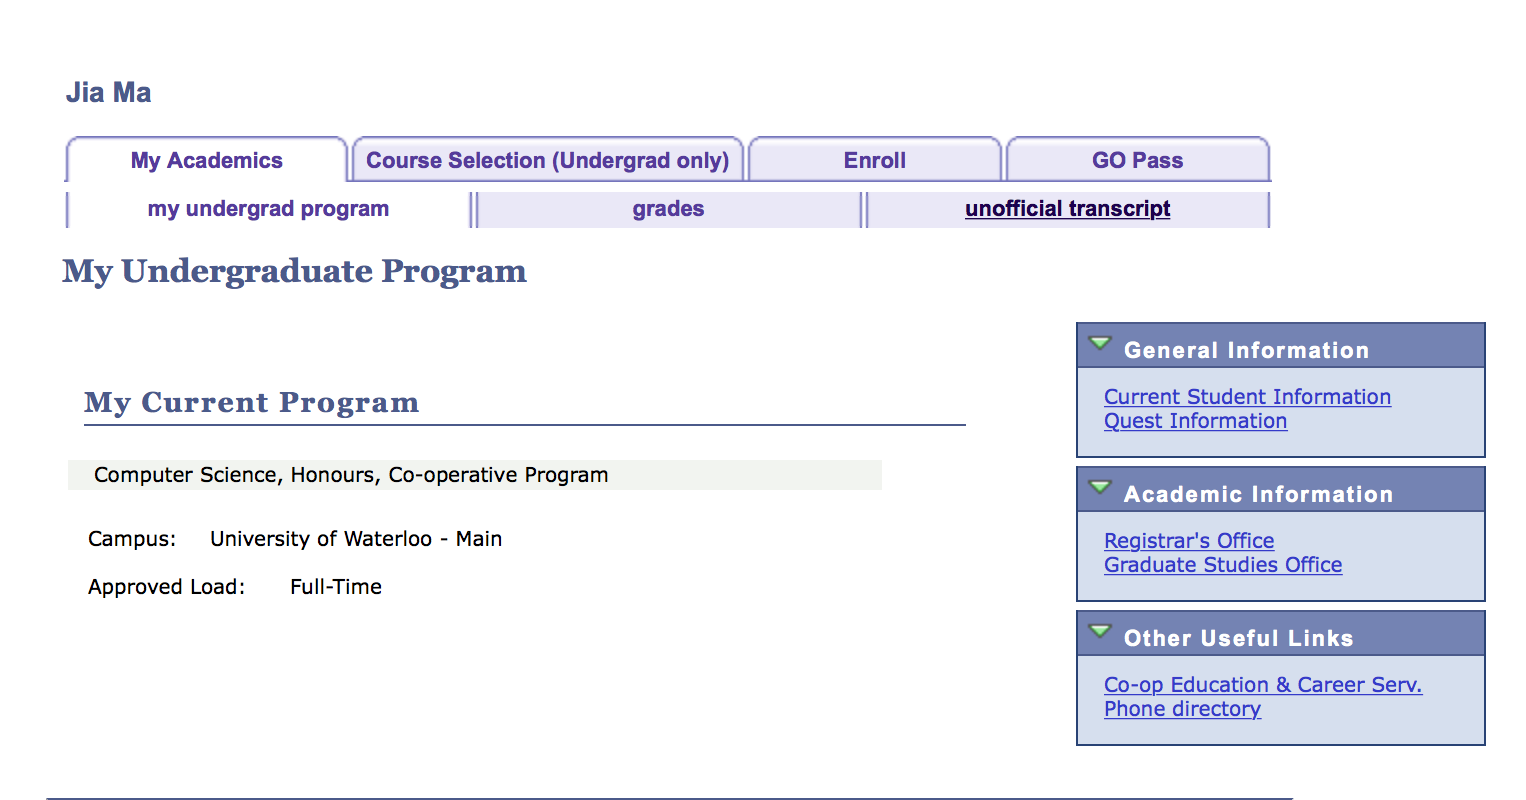 Jia Ma
My Academics
Course Selection (Undergrad only)
Enroll
GO Pass
my undergrad program
grades
unofficial transcript
My Undergraduate Program
My Current Program
Computer Science, Honours, Co-operative Program
Campus: University of Waterloo - Main
Approved Load: Full-Time
General Information
Current Student Information
Quest Information
Academic Information
Registrar's Office
Graduate Studies Office
Other Useful Links
Co-op Education & Career Serv.
Phone directory